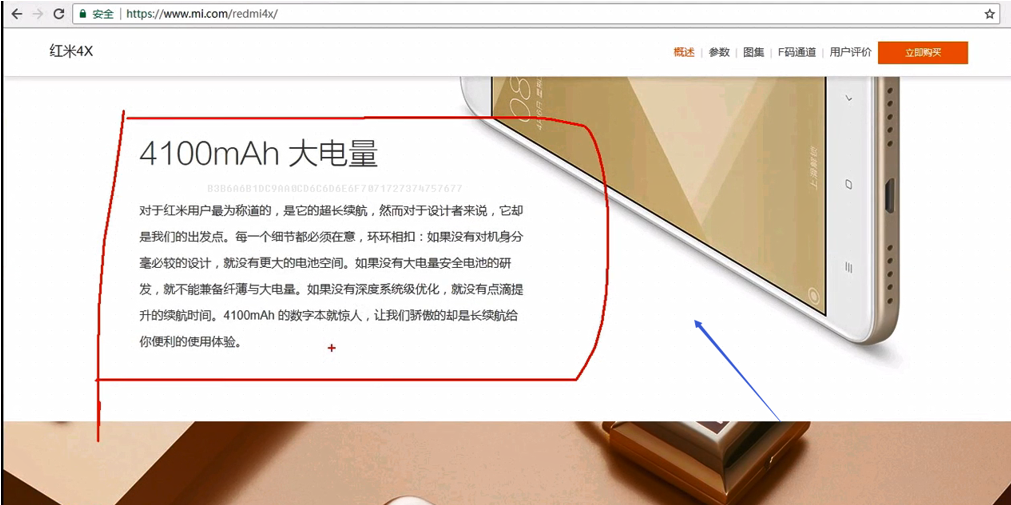 安全 https://www.mi.com/redmi4x/
红米4X
概述 | 参数 | 图集 | F码通道 | 用户评价 立即购买
4100mAh 大电量
对于红米用户最为称道的，是它的超长续航，然而对于设计者来说，它却
是我们的出发点。每一个细节都必须在意，环环相扣：如果没有对机身分
毫必较的设计，就没有更大的电池空间。如果没有大电量安全电池的研
发，就不能兼备纤薄与大电量。如果没有深度系统级优化，就没有点滴提
升的续航时间。4100mAh 的数字本就惊人，让我们骄傲的却是长续航给
你便利的使用体验。